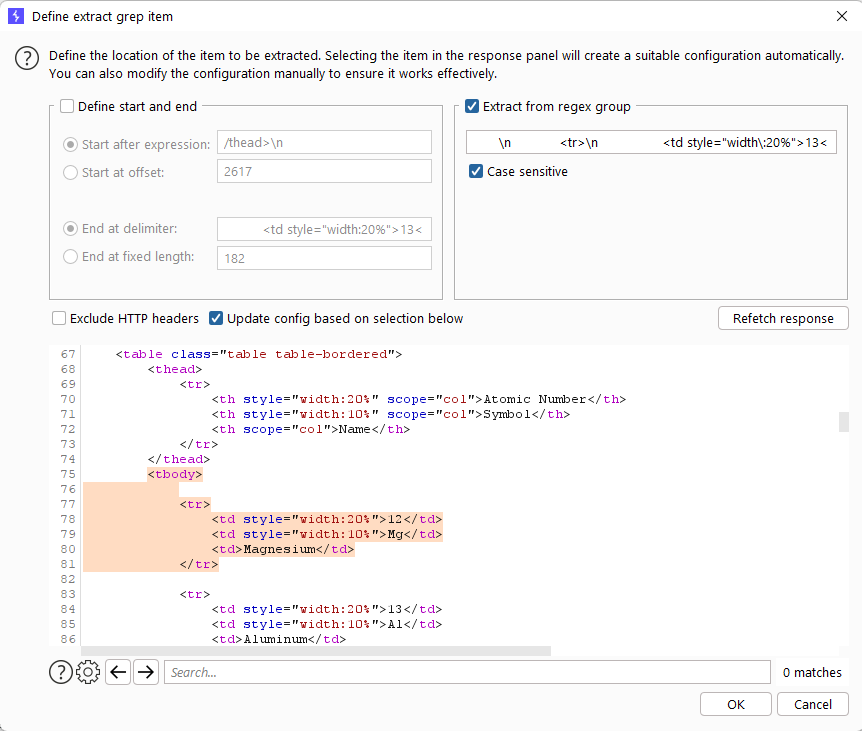 Define extract grep item
Define the location of the item to be extracted. Selecting the item in the response panel will create a suitable configuration automatically.
You can also modify the configuration manually to ensure it works effectively.
Define start and end
Start after expression: /thead>\n
Start at offset: 2617
End at delimiter: <td style="width:20%">13<
End at fixed length: 182
Extract from regex group
\n <tr>\n <td style="width\:20%">13<
Case sensitive
Exclude HTTP headers
Update config based on selection below
Refetch response
67 <table class="table table-bordered">
68 <thead>
69 <tr>
70 <th style="width:20%" scope="col">Atomic Number</th>
71 <th style="width:10%" scope="col">Symbol</th>
72 <th scope="col">Name</th>
73 </tr>
74 </thead>
75 <tbody>
76
77 <tr>
78 <td style="width:20%">12</td>
79 <td style="width:10%">Mg</td>
80 <td>Magnesium</td>
81 </tr>
82
83 <tr>
84 <td style="width:20%">13</td>
85 <td style="width:10%">Al</td>
86 <td>Aluminum</td>
Search...
0 matches
OK
Cancel